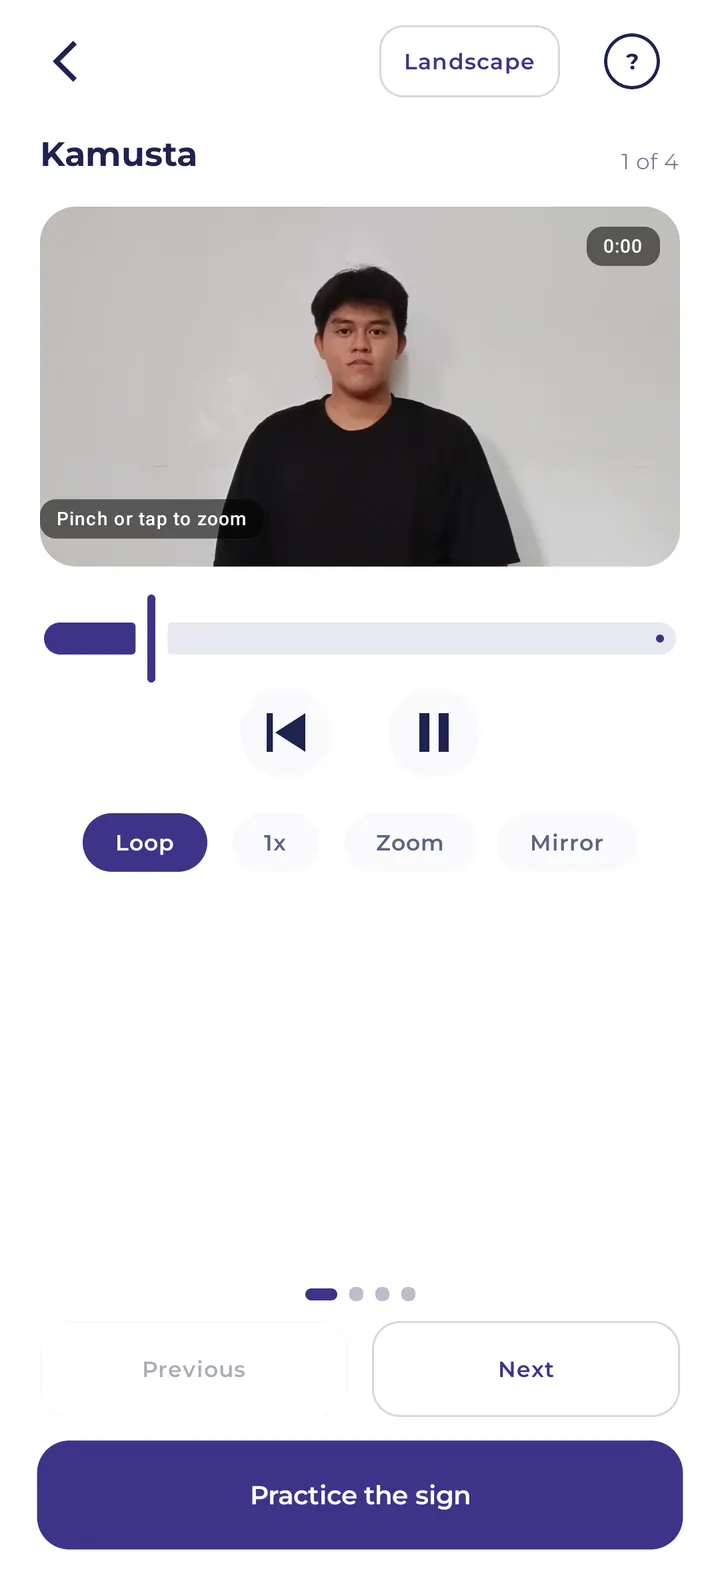 Landscape
?
Kamusta
1 of 4
0:00
Pinch or tap to zoom
Loop
1x
Zoom
Mirror
Previous
Next
Practice the sign